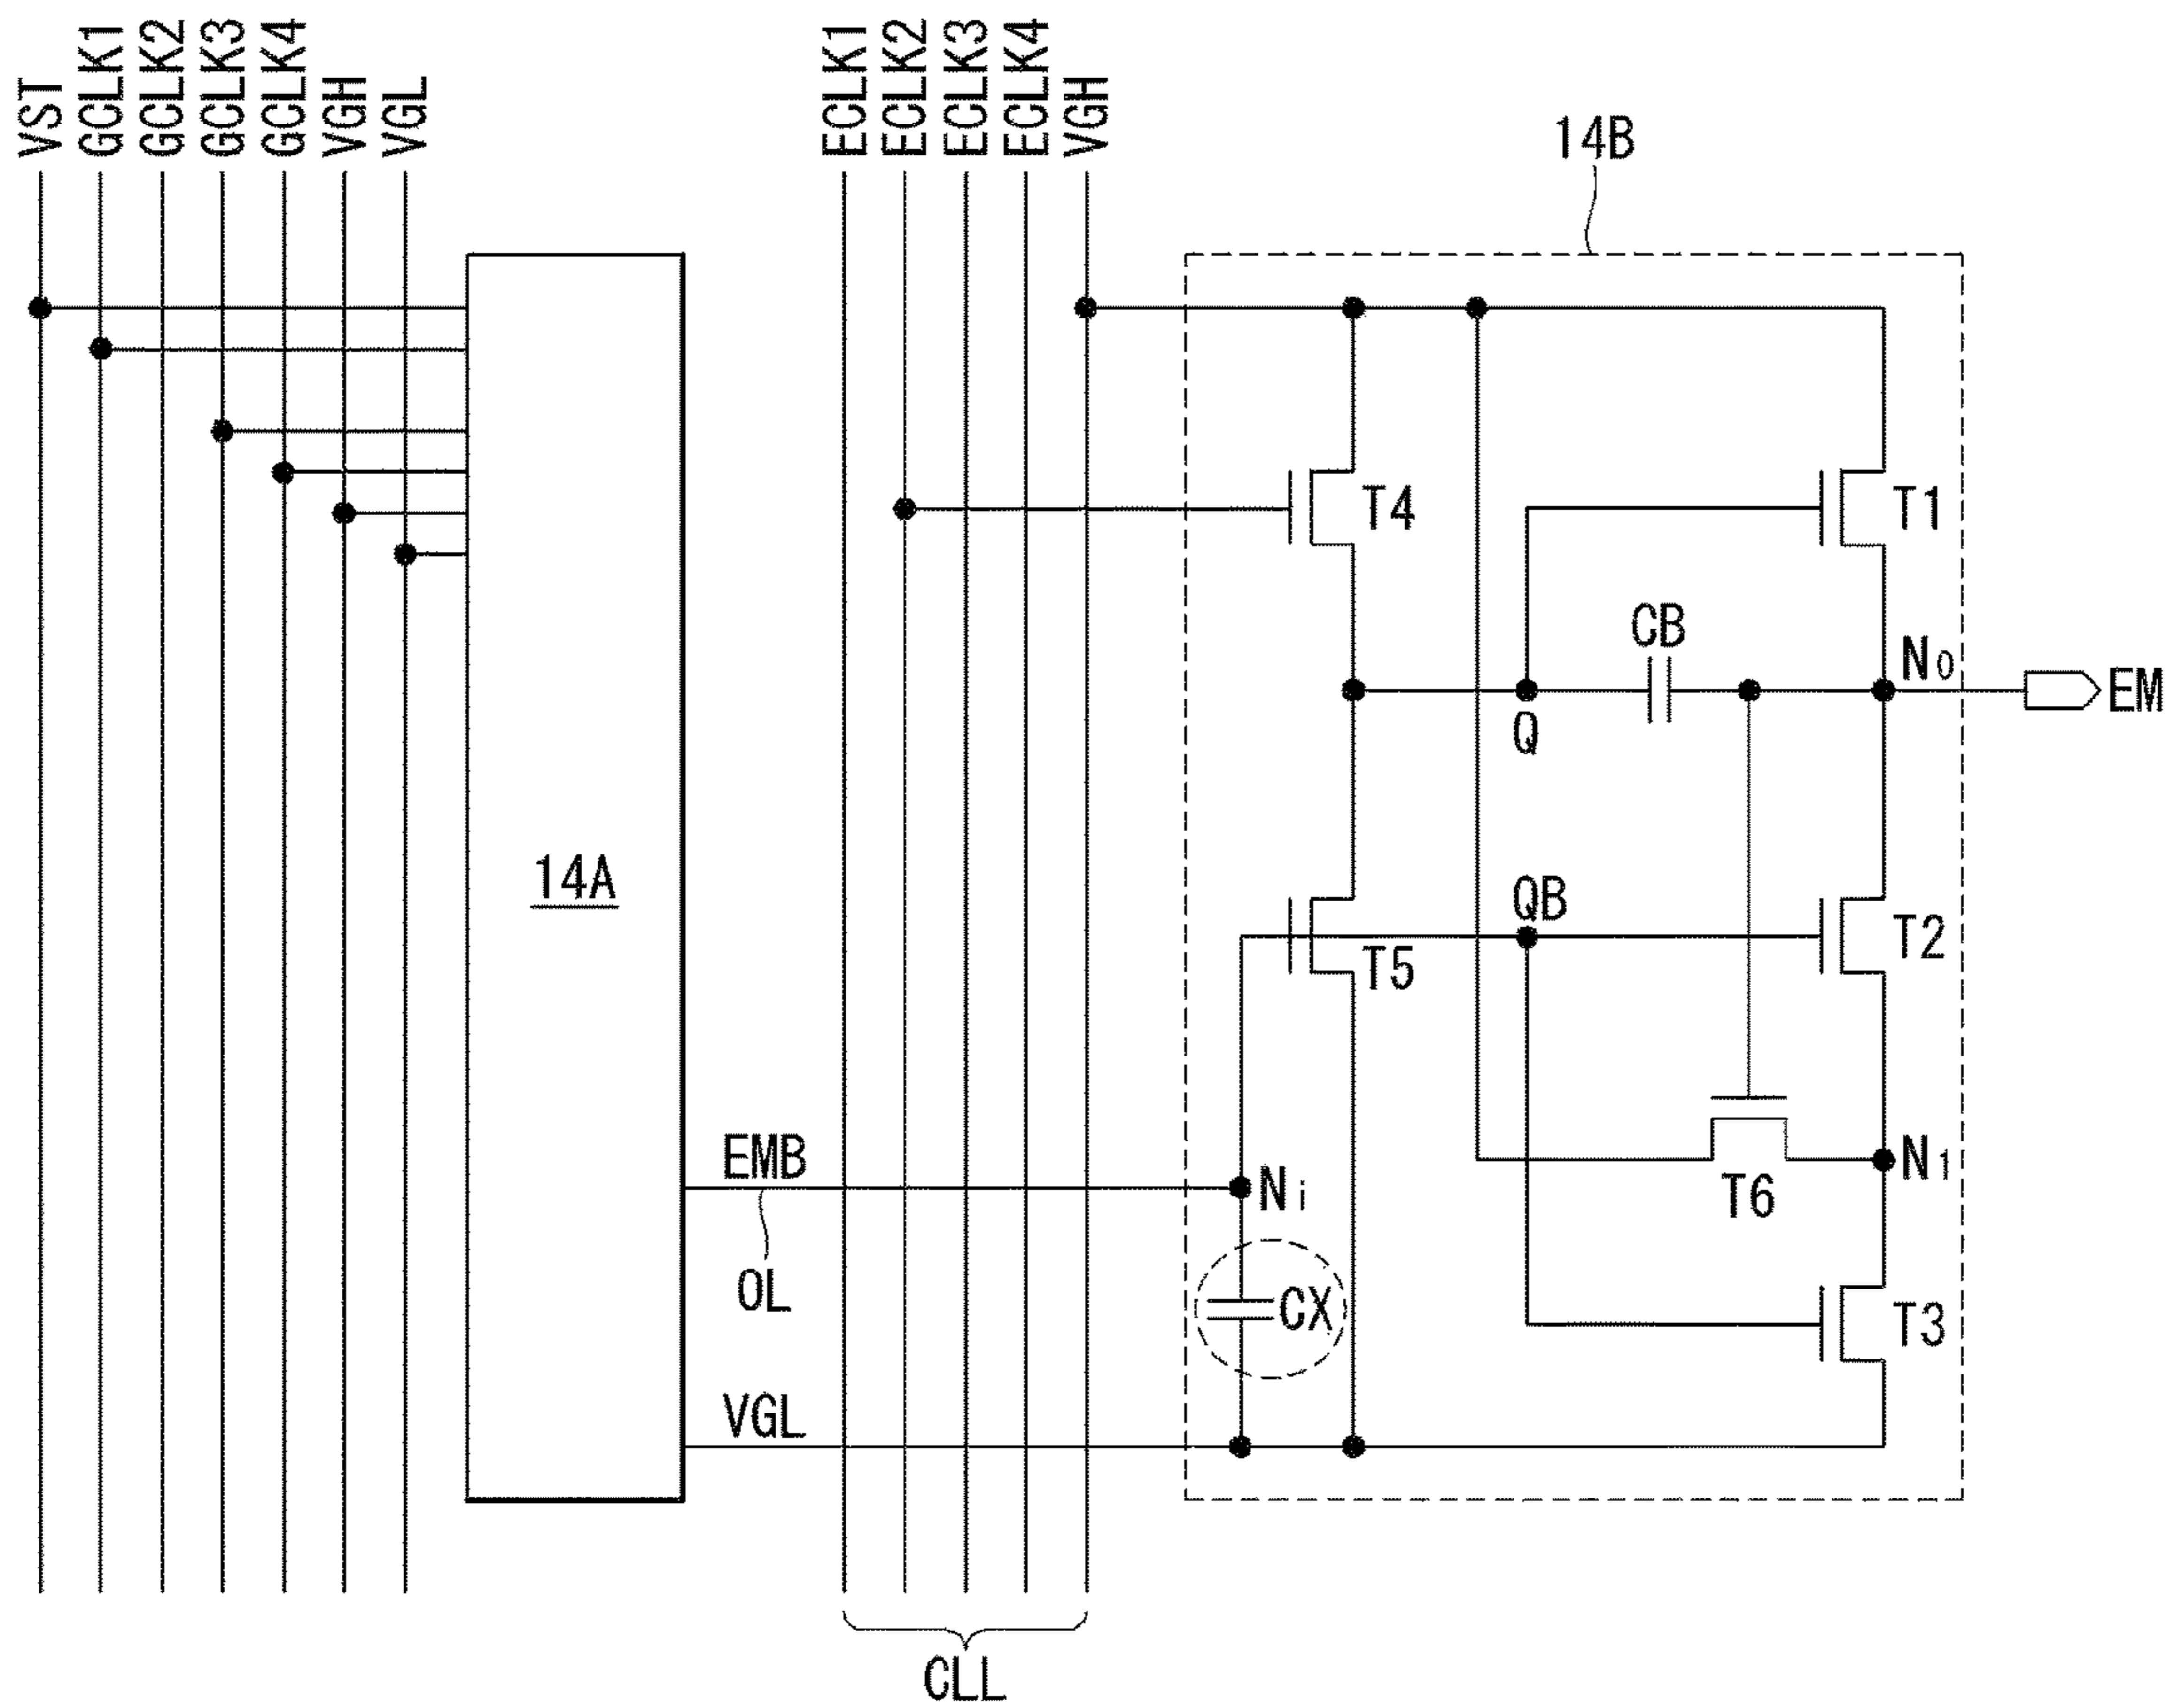 VST
GCLK1
GCLK2
GCLK3
GCLK4
VGH
VGL
ECLK1
ECLK2
ECLK3
ECLK4
VGH
14B
T4
T1
CB
N0
EM
Q
14A
QB
T5
T2
EMB
Ni
N1
T6
OL
CX
T3
VGL
CLL